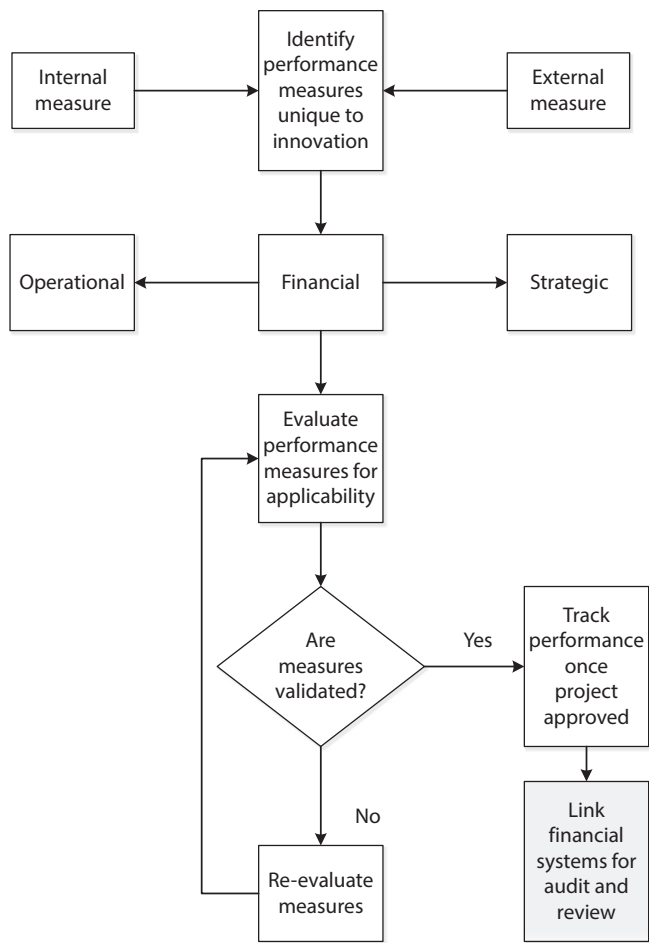 Identify
performance
measures
unique to
innovation
Internal
measure
External
measure
Operational
Financial
Strategic
Evaluate
performance
measures for
applicability
Are
measures
validated?
Yes
Track
performance
once
project
approved
No
Re-evaluate
measures
Link
financial
systems for
audit and
review